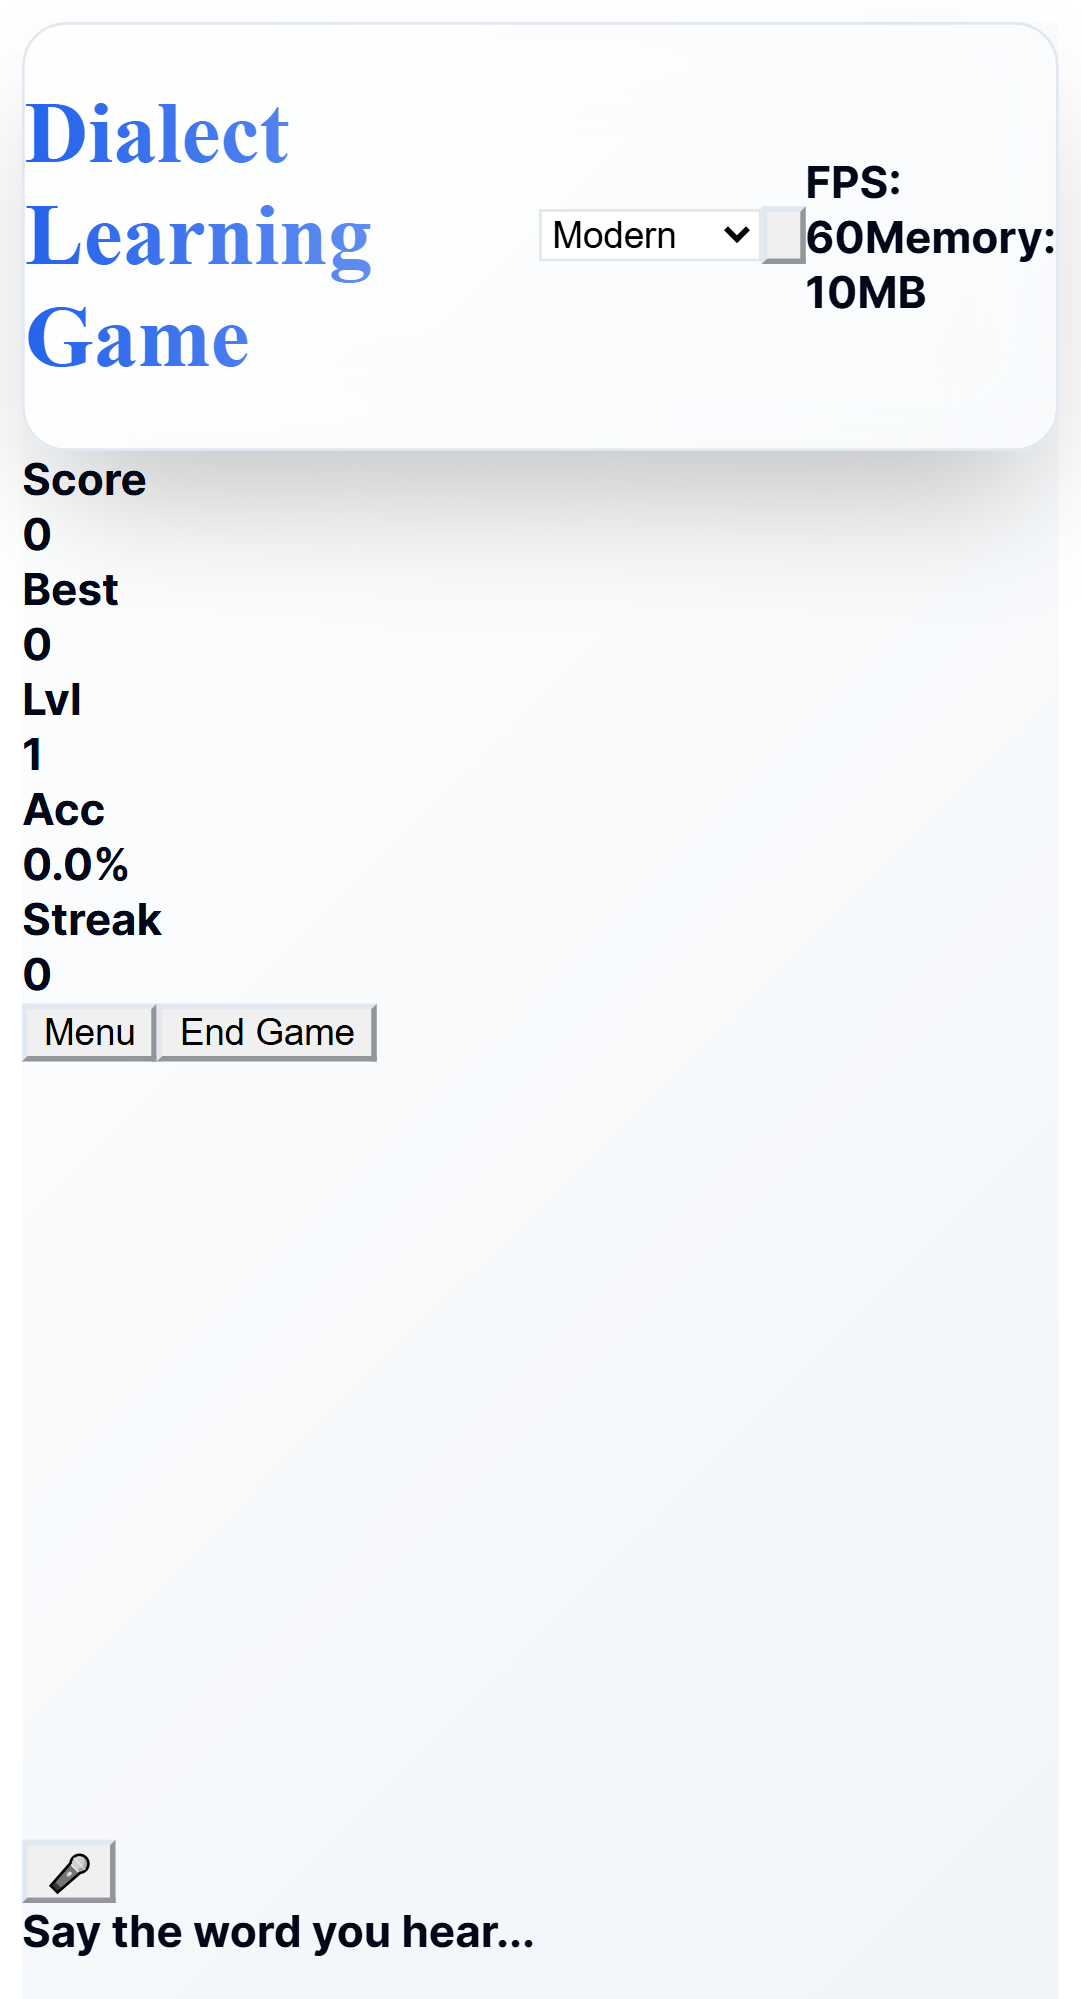 Dialect
Learning
Game
Modern
FPS:
60Memory:
10MB
Score
0
Best
0
Lvl
1
Acc
0.0%
Streak
0
Menu End Game
Say the word you hear...